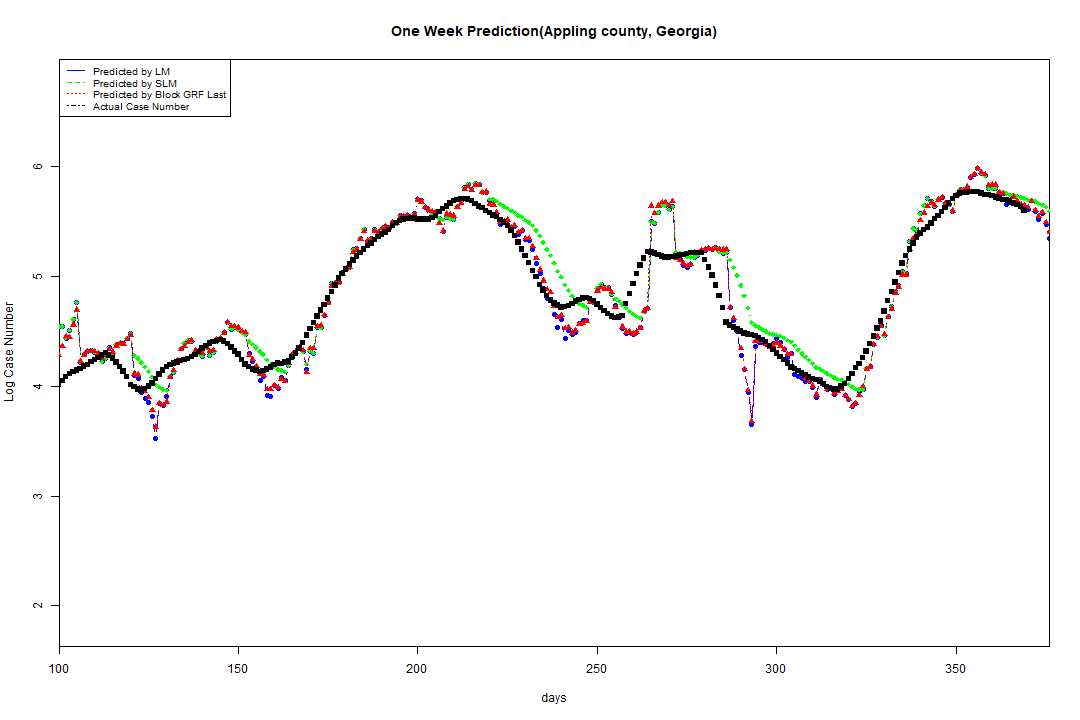 One Week Prediction(Appling county, Georgia)
Predicted by LM
Predicted by SLM
Predicted by Block GRF Last
Actual Case Number
6
5
4
3
2
Log Case Number
100 150 200 250 300 350
days